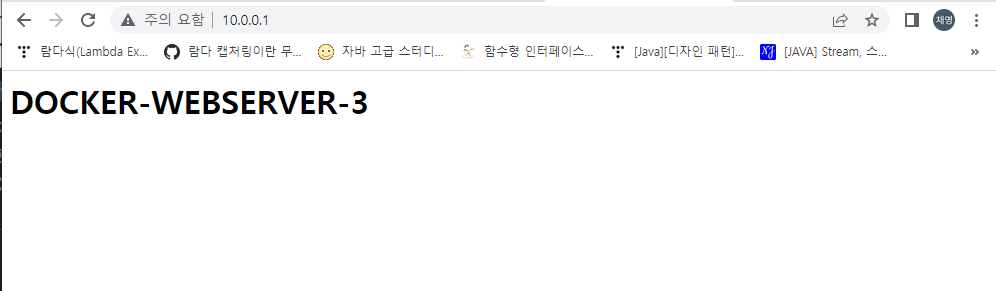 주의 요함 | 10.0.0.1 채영
람다식(Lambda Ex... 람다 캡처링이란 무... 자바 고급 스터디... 함수형 인터페이스... [Java][디자인 패턴]... [JAVA] Stream, 스... »
DOCKER-WEBSERVER-3